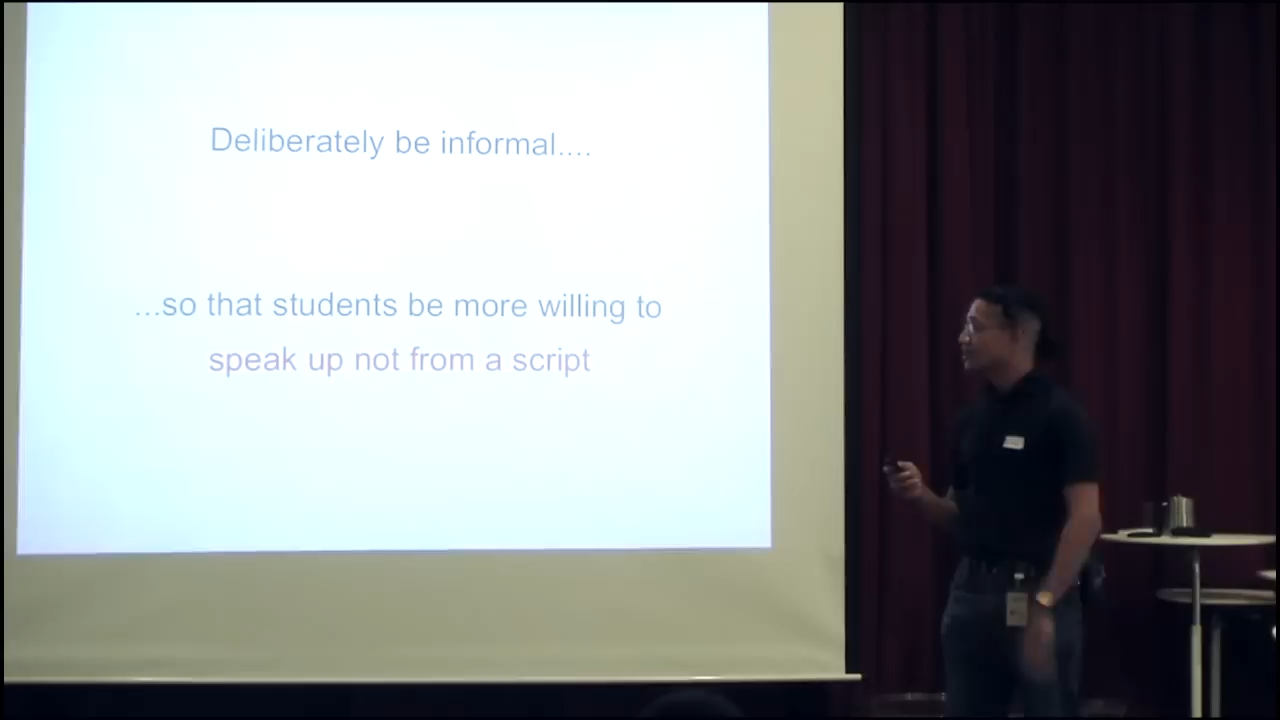 Deliberately be informal....
...so that students be more willing to
speak up not from a script